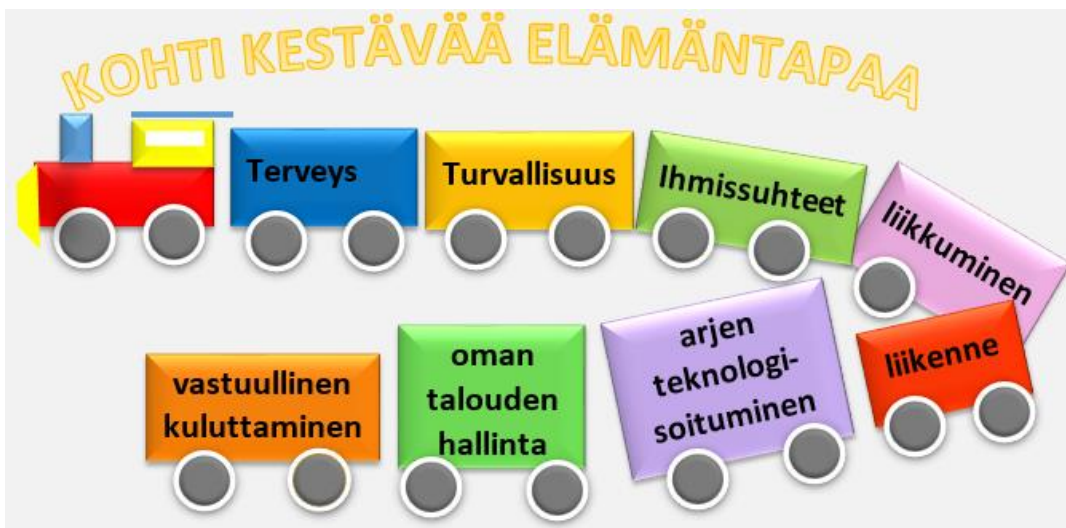 KOHTI KESTÄVÄÄ ELÄMÄNTAPAA
Terveys
Turvallisuus
Ihmissuhteet
liikkuminen
liikenne
arjen
teknologi-
soituminen
oman
talouden
hallinta
vastuullinen
kuluttaminen